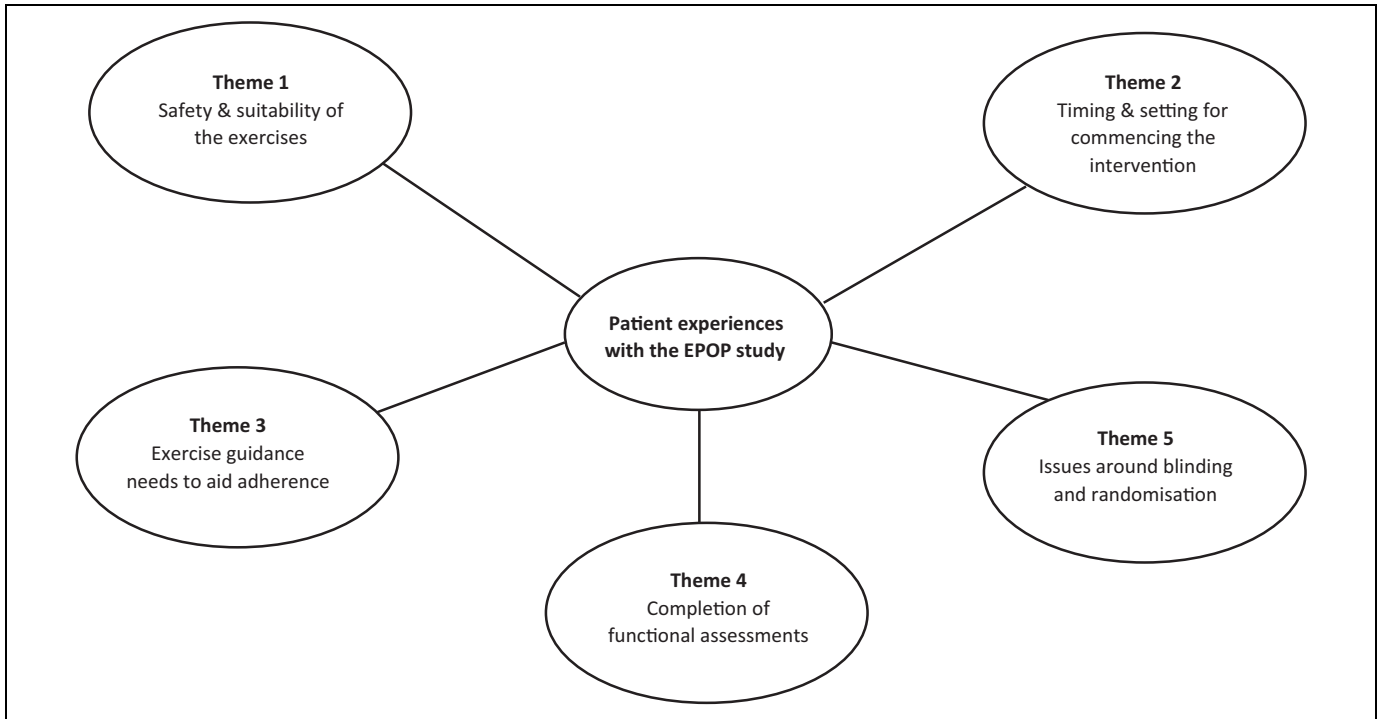 Theme 1
Safety & suitability of
the exercises
Theme 2
Timing & setting for
commencing the
intervention
Patient experiences
with the EPOP study
Theme 3
Exercise guidance
needs to aid adherence
Theme 5
Issues around blinding
and randomisation
Theme 4
Completion of
functional assessments